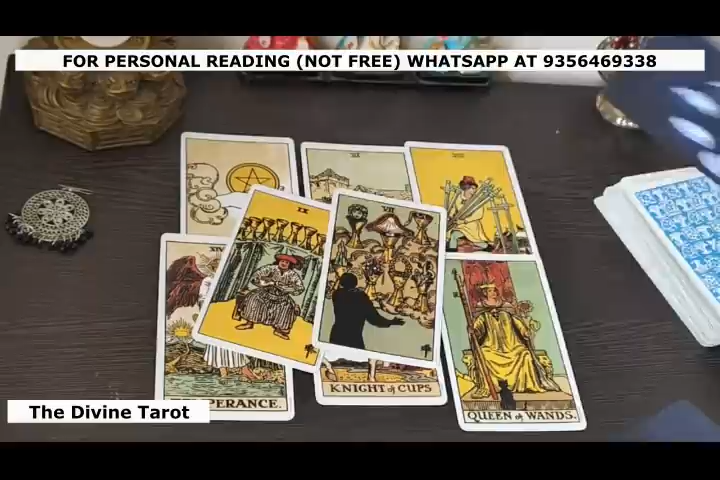 FOR PERSONAL READING (NOT FREE) WHATSAPP AT 9356469338
VII
IX
VII
XIV
PERANCE.
KNIGHT of CUPS
QUEEN of WANDS.
The Divine Tarot